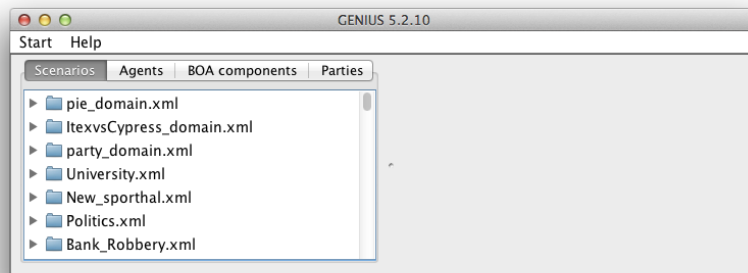 GENIUS 5.2.10
Start Help
Scenarios Agents BOA components Parties
pie_domain.xml
ItexvsCypress_domain.xml
party_domain.xml
University.xml
New_sporthal.xml
Politics.xml
Bank_Robbery.xml